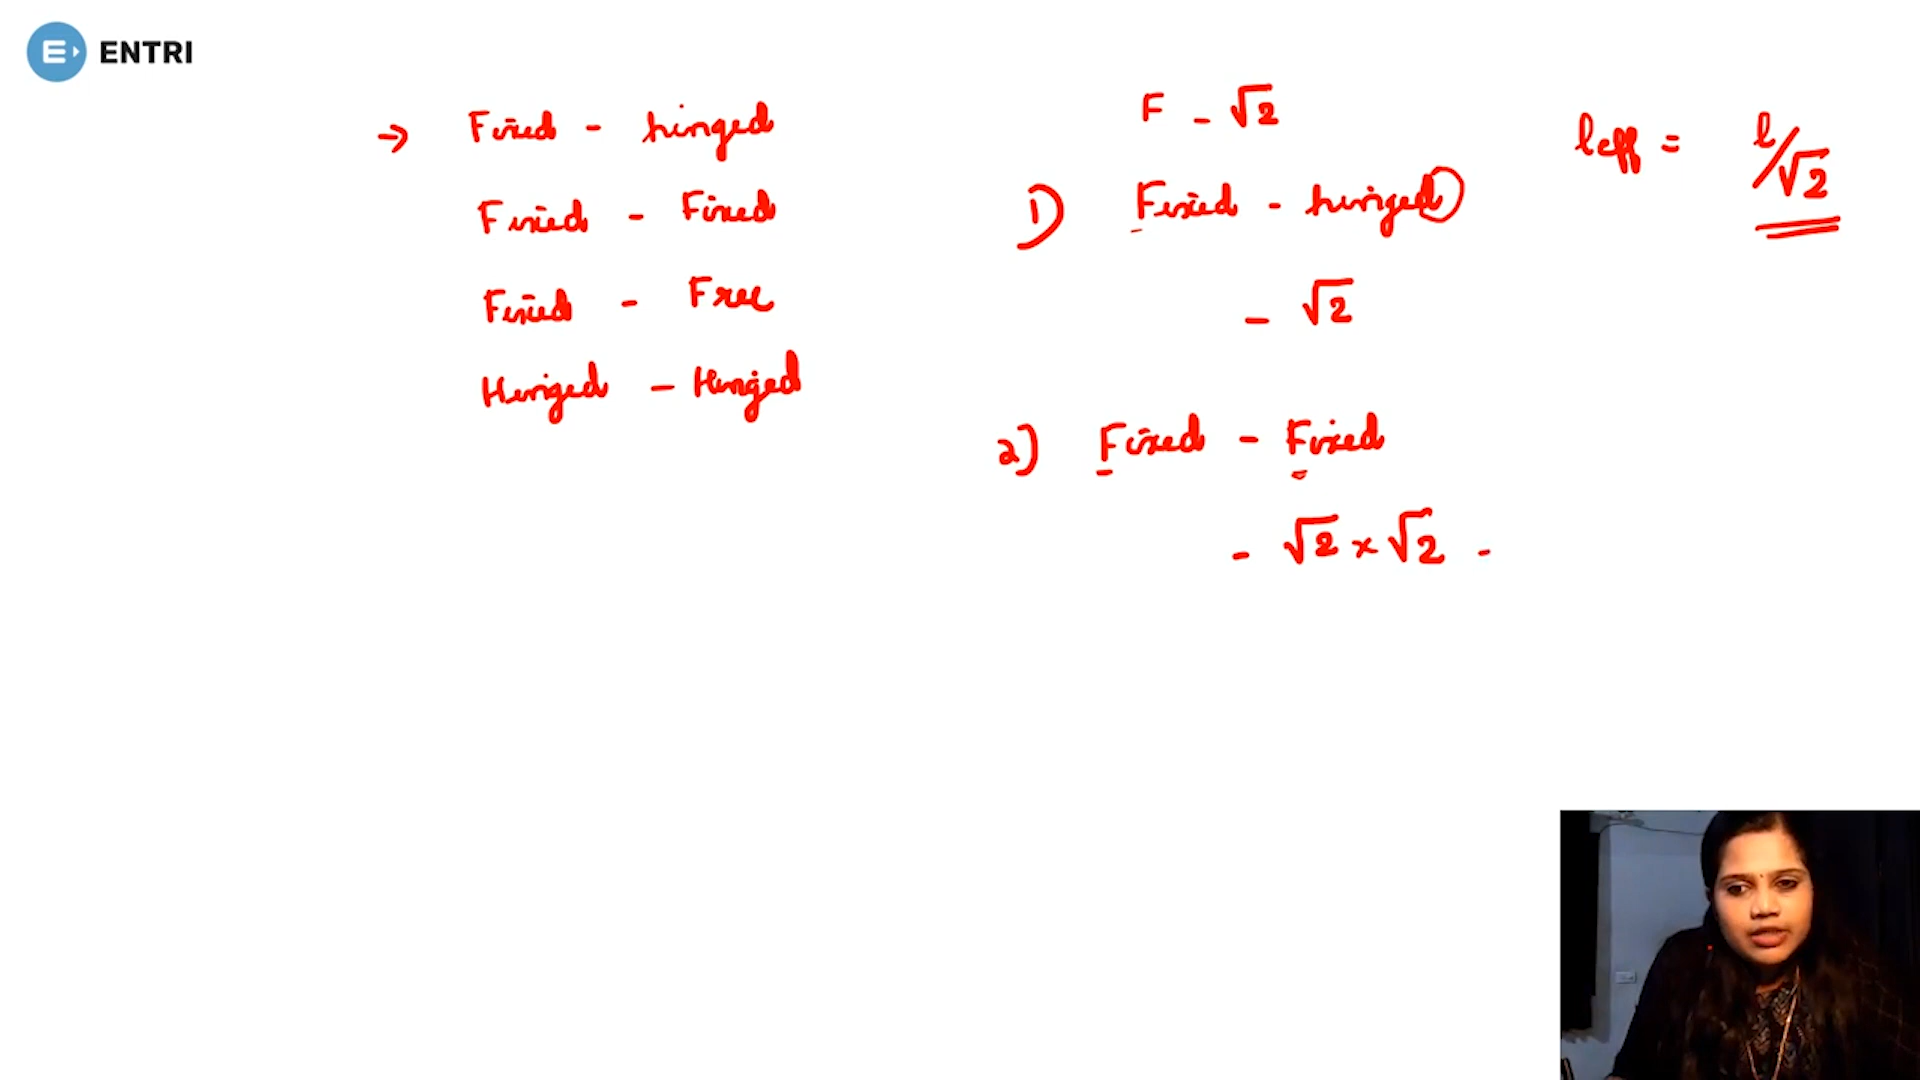 ENTRI
→ Fixed - hinged
Fixed - Fixed
Fixed - Free
Hinged - Hinged
F - √2
1) Fixed - hinged
- √2
leff = l/√2
2) Fixed - Fixed
- √2 × √2 -